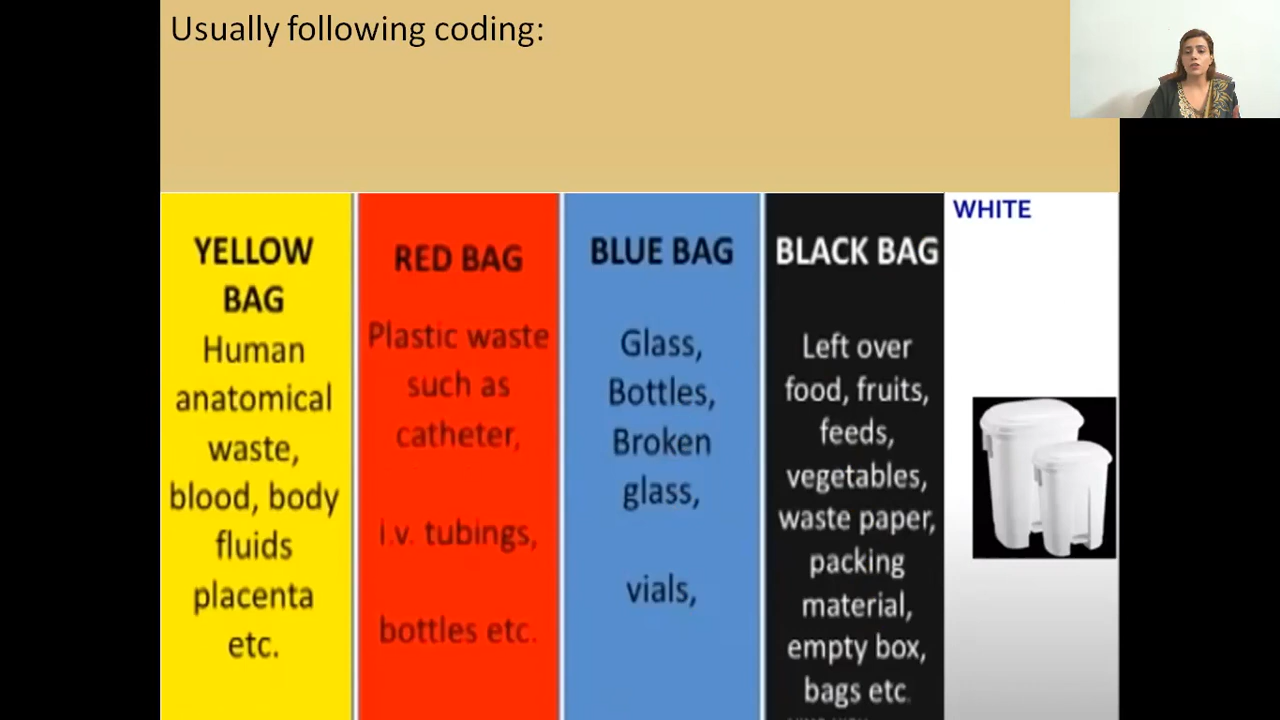 Usually following coding:
YELLOW
BAG
Human
anatomical
waste,
blood, body
fluids
placenta
etc.
RED BAG
Plastic waste
such as
catheter,
i.v. tubings,
bottles etc.
BLUE BAG
Glass,
Bottles,
Broken
glass,
vials,
BLACK BAG
Left over
food, fruits,
feeds,
vegetables,
waste paper,
packing
material,
empty box,
bags etc.
WHITE